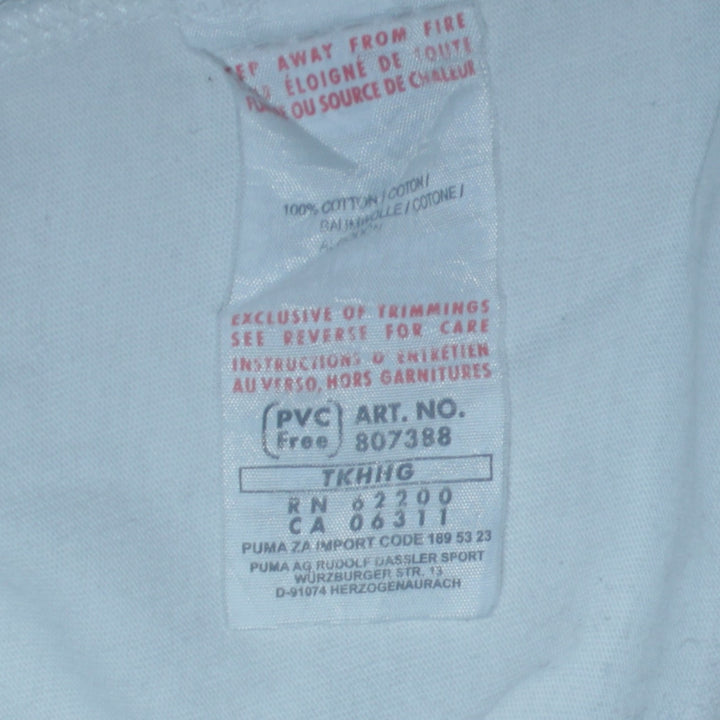 AWAY FROM FIRE
ÉLOIGNÉ DE TOUTE
OU SOURCE DE CHALEUR
100% COTTON / COTON /
BAUMWOLLE / COTONE /
EXCLUSIVE OF TRIMMINGS
SEE REVERSE FOR CARE
INSTRUCTIONS D ENTRETIEN
AU VERSO, HORS GARNITURES
(PVC Free) ART. NO.
807388
TKHHG
RN 62200
CA 06311
PUMA ZA IMPORT CODE 189 53 23
PUMA AG RUDOLF DASSLER SPORT
WÜRZBURGER STR. 13
D-91074 HERZOGENAURACH